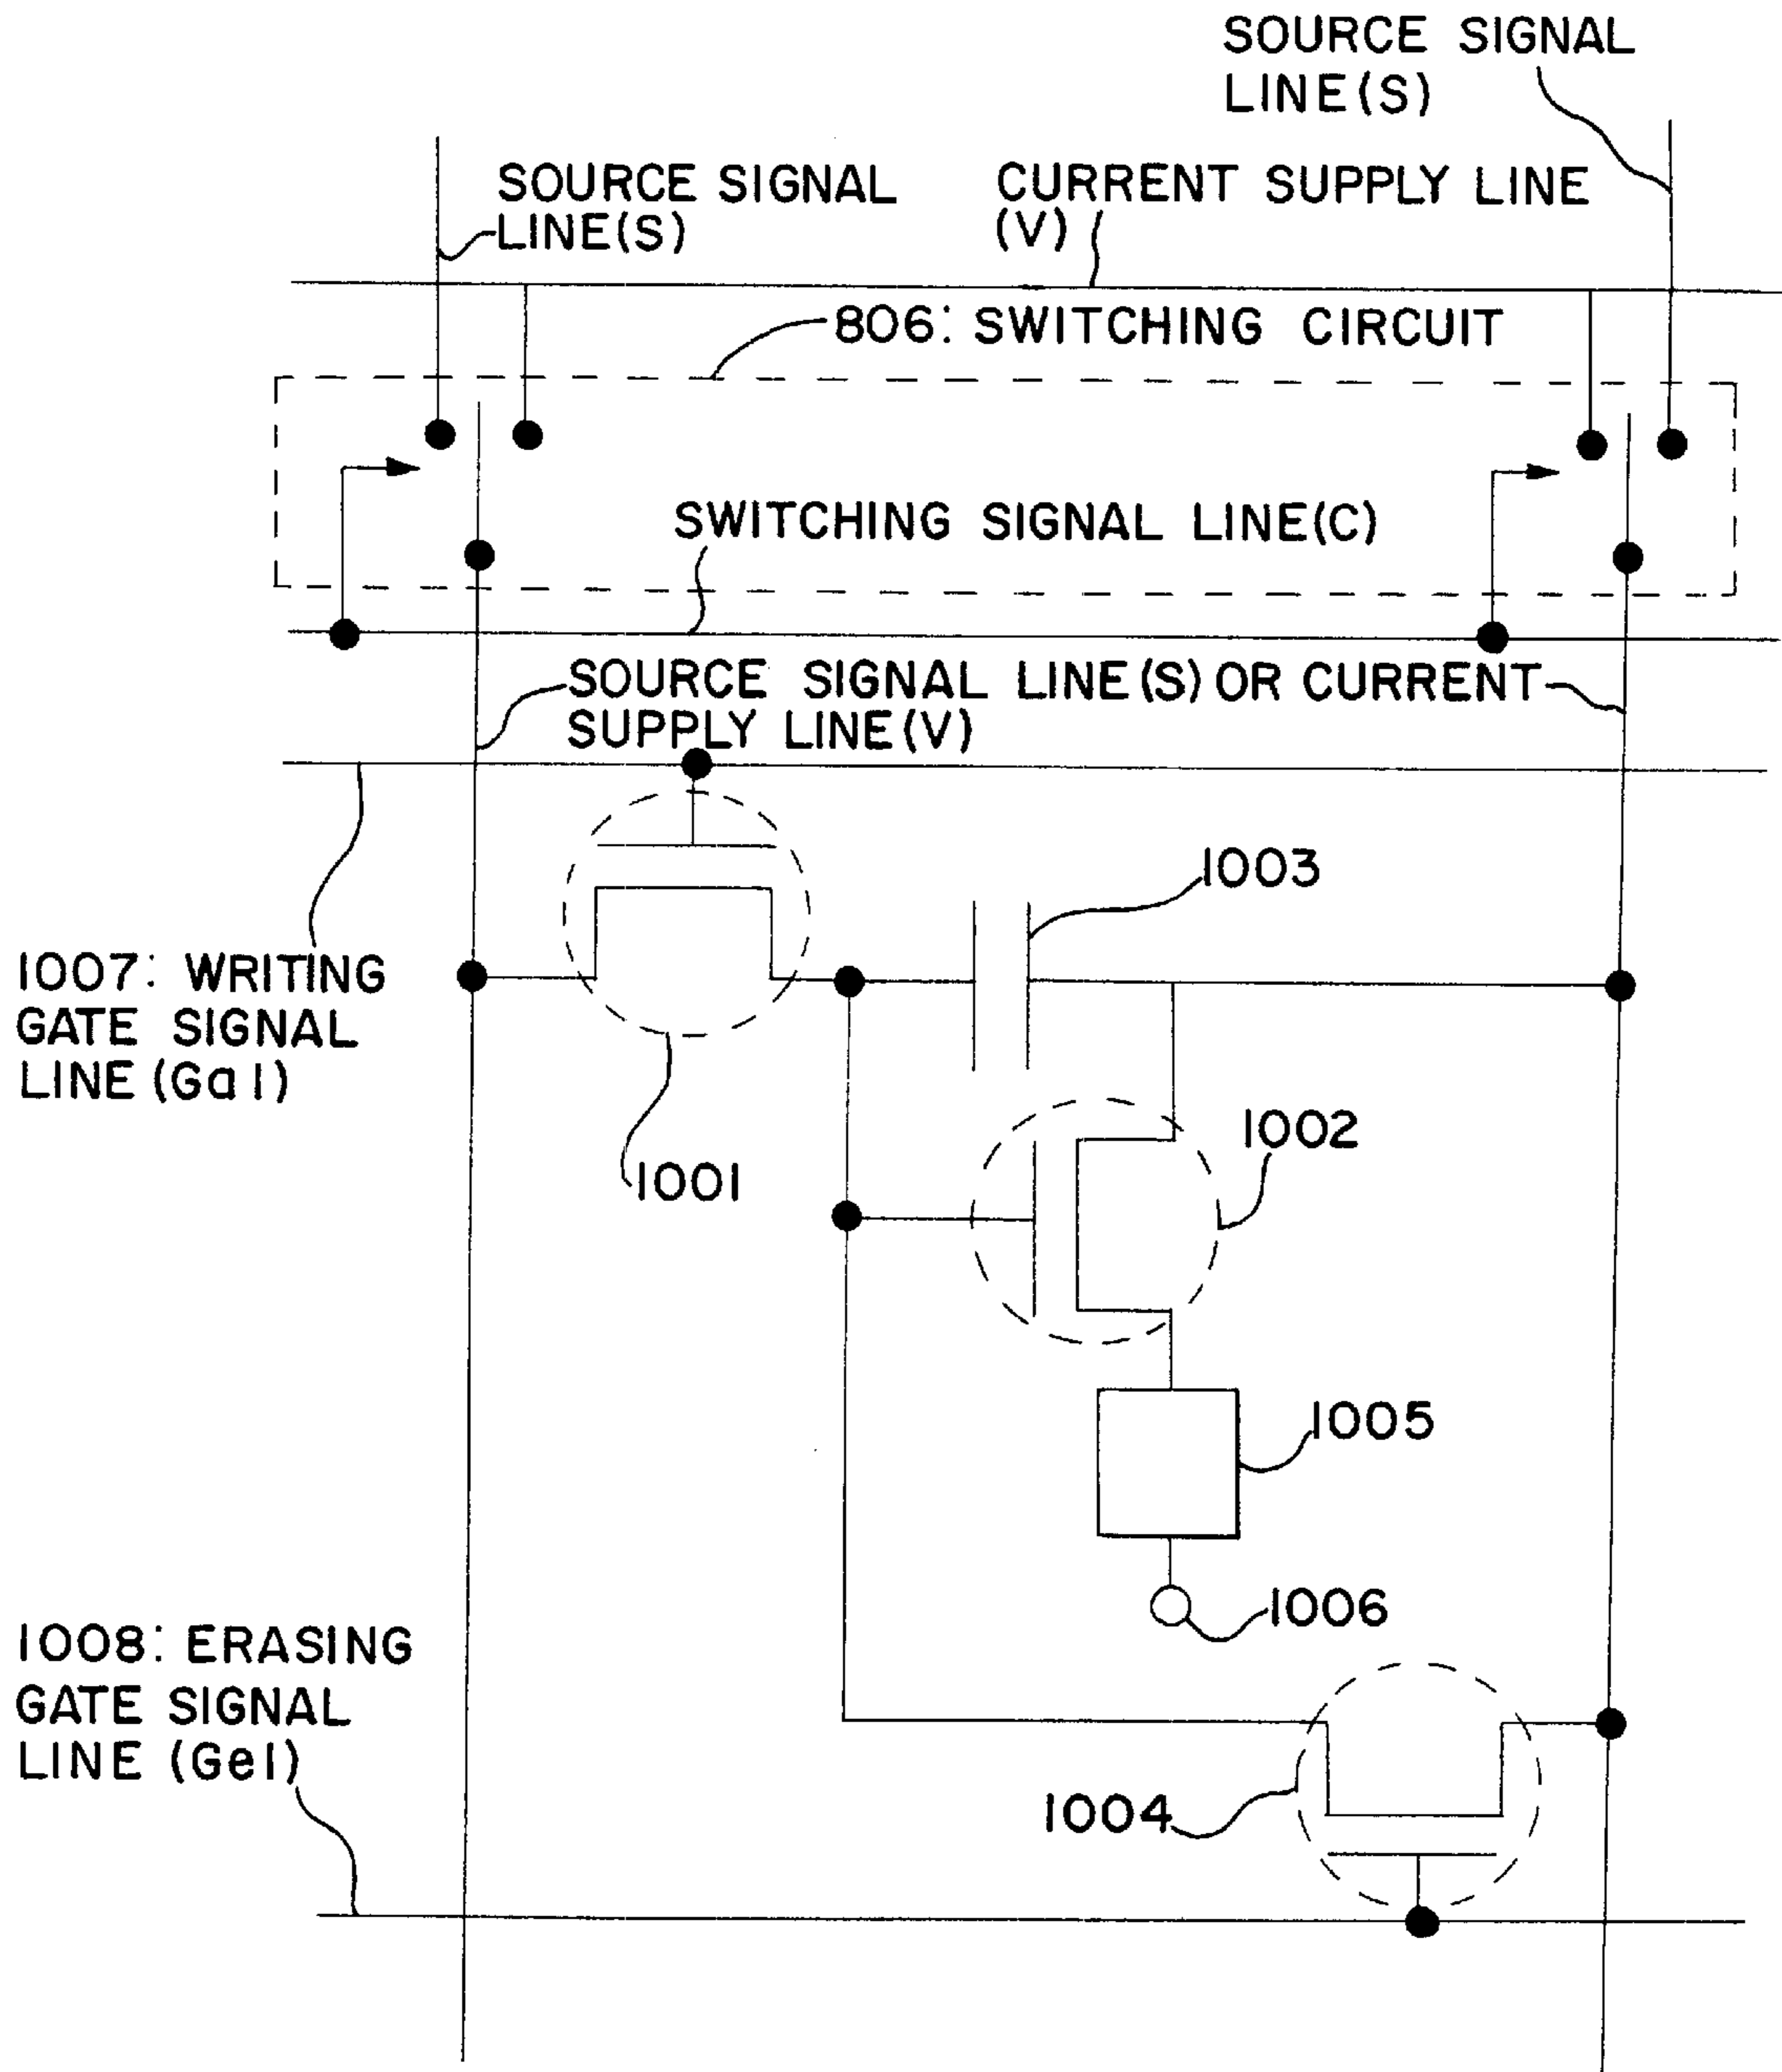 SOURCE SIGNAL
LINE(S)
SOURCE SIGNAL
LINE(S)
CURRENT SUPPLY LINE
(V)
806: SWITCHING CIRCUIT
SWITCHING SIGNAL LINE(C)
SOURCE SIGNAL LINE(S) OR CURRENT
SUPPLY LINE(V)
1003
1007: WRITING
GATE SIGNAL
LINE (Ga1)
1002
1001
1005
1006
1008: ERASING
GATE SIGNAL
LINE (Ge1)
1004